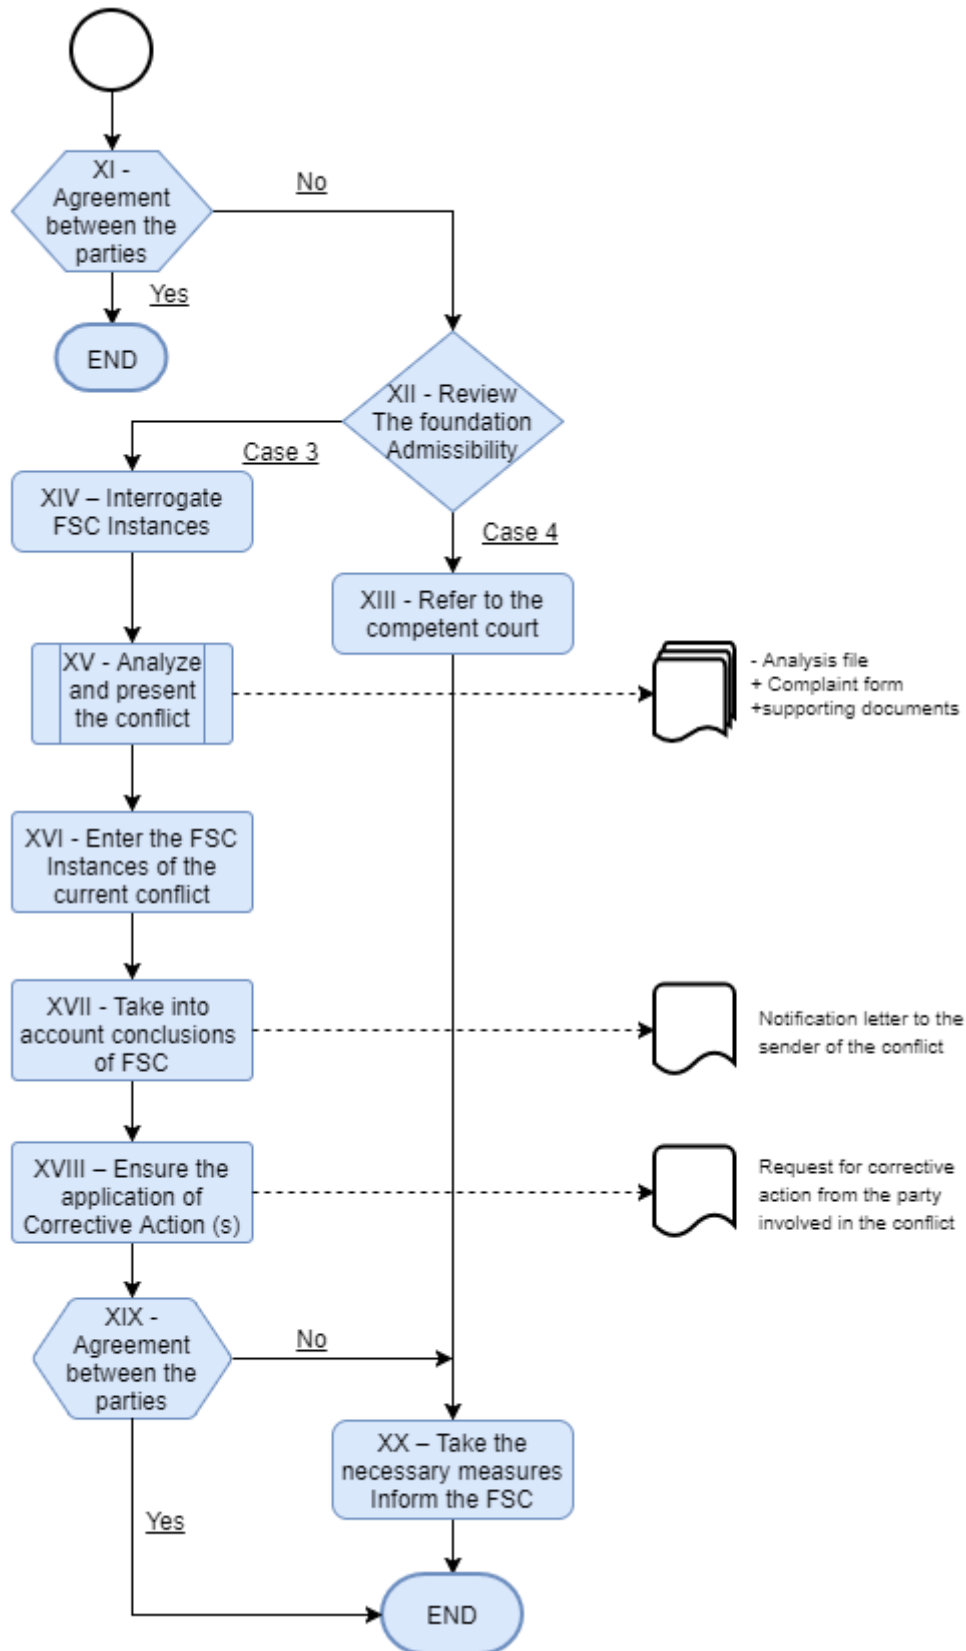 XI -
Agreement
between the
parties
No
Yes
END
XII - Review
The foundation
Admissibility
Case 3
XIV – Interrogate
FSC Instances
Case 4
XIII - Refer to the
competent court
XV - Analyze
and present
the conflict
- Analysis file
+ Complaint form
+supporting documents
XVI - Enter the FSC
Instances of the
current conflict
XVII - Take into
account conclusions
of FSC
Notification letter to the
sender of the conflict
XVIII – Ensure the
application of
Corrective Action (s)
Request for corrective
action from the party
involved in the conflict
XIX -
Agreement
between the
parties
No
XX – Take the
necessary measures
Inform the FSC
Yes
END